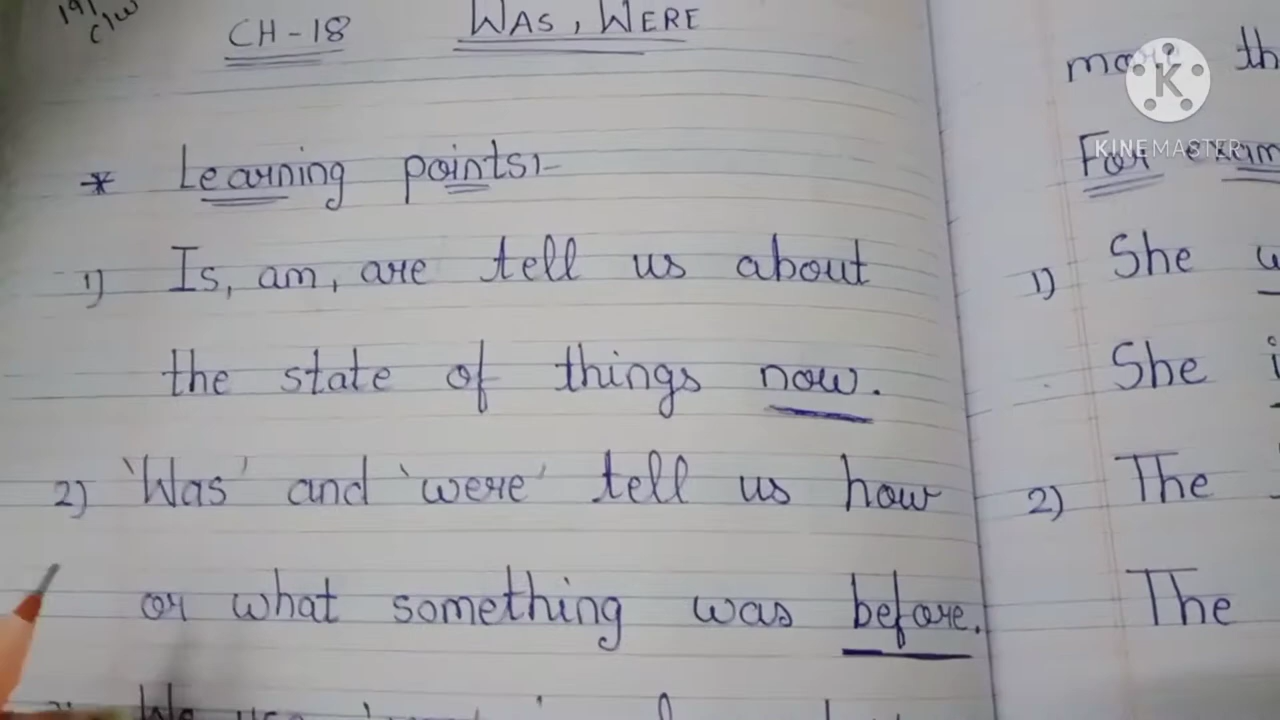 19/
C/W
CH-18 WAS, WERE
* Learning points:-
1) Is, am, are tell us about
the state of things now.
2) 'Was' and 'were' tell us how
or what something was before.
more
For
1) She
She
2) The
The
K
KINEMASTER